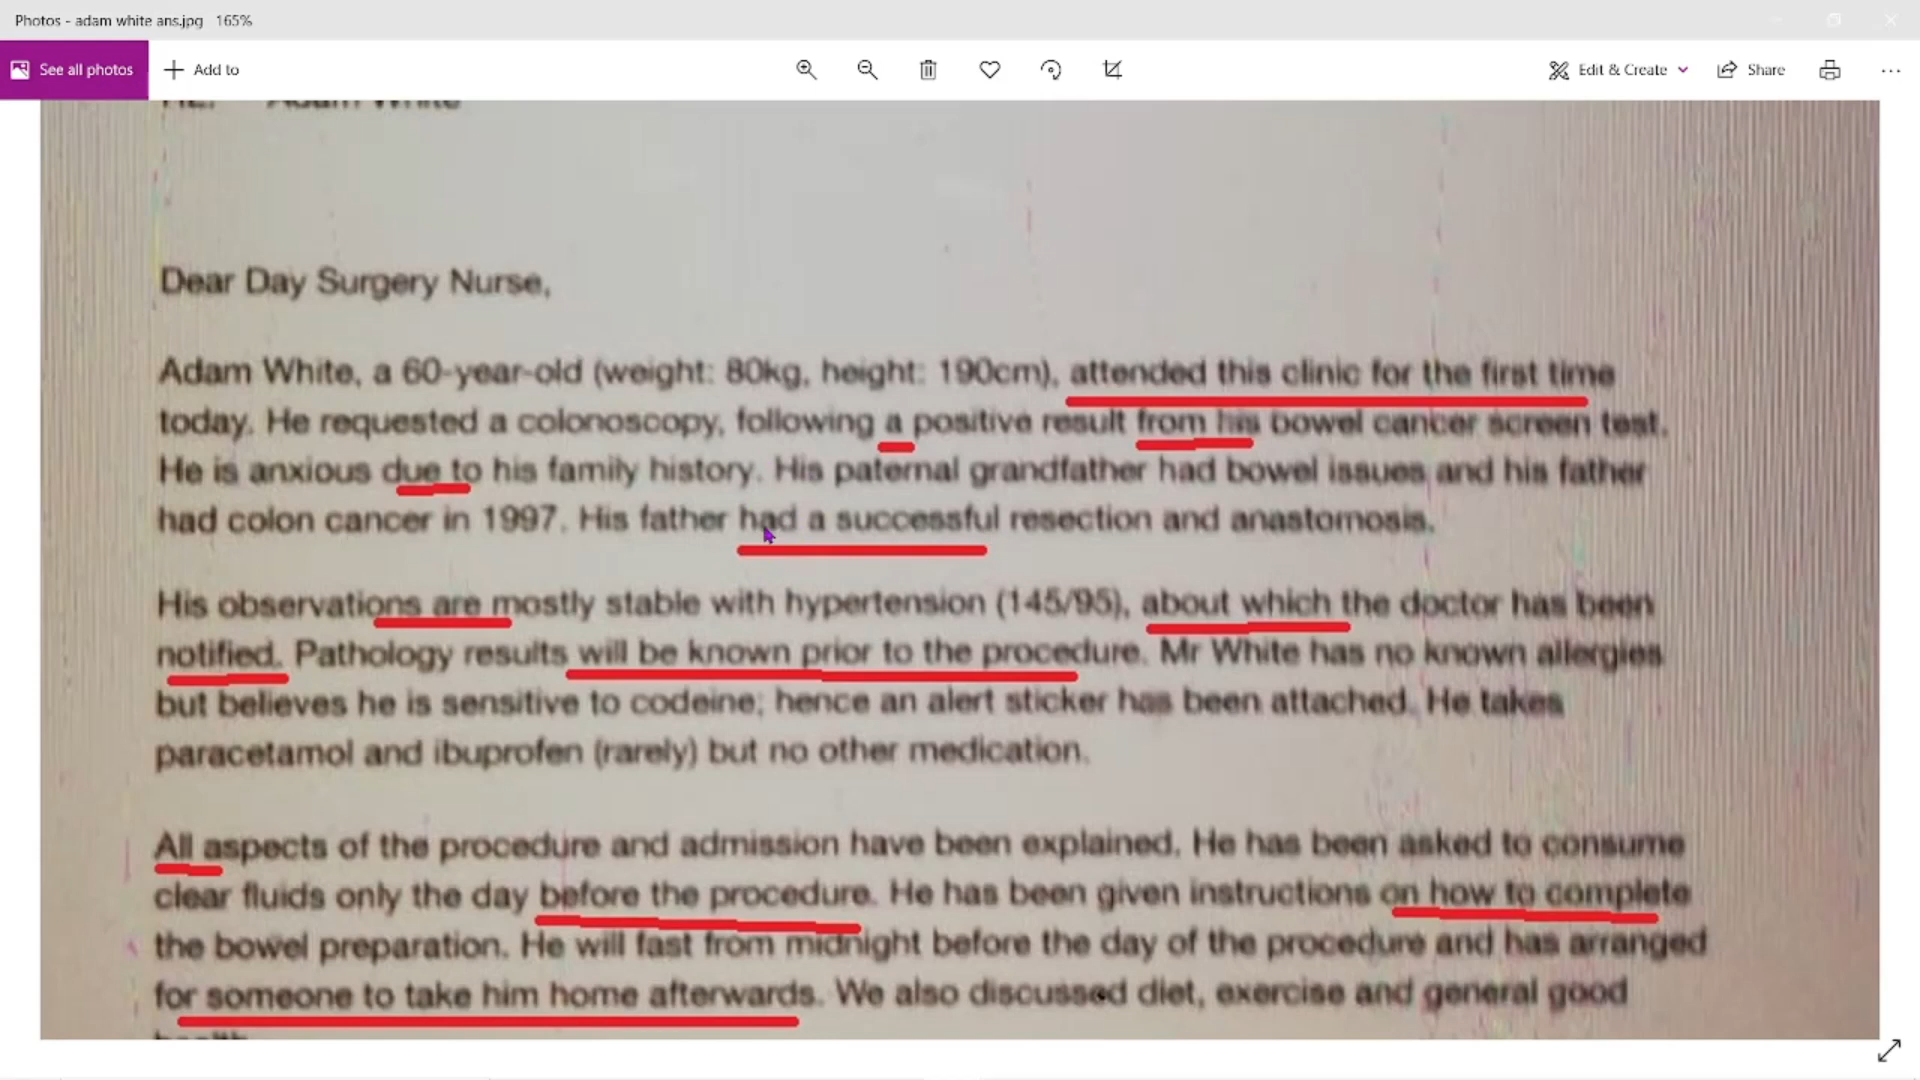 Photos - adam white ans.jpg 165%
See all photos
Add to
Edit & Create
Share
RE: Adam White
Dear Day Surgery Nurse,
Adam White, a 60-year-old (weight: 80kg, height: 190cm), attended this clinic for the first time
today. He requested a colonoscopy, following a positive result from his bowel cancer screen test.
He is anxious due to his family history. His paternal grandfather had bowel issues and his father
had colon cancer in 1997. His father had a successful resection and anastomosis.
His observations are mostly stable with hypertension (145/95), about which the doctor has been
notified. Pathology results will be known prior to the procedure. Mr White has no known allergies
but believes he is sensitive to codeine; hence an alert sticker has been attached. He takes
paracetamol and ibuprofen (rarely) but no other medication.
All aspects of the procedure and admission have been explained. He has been asked to consume
clear fluids only the day before the procedure. He has been given instructions on how to complete
the bowel preparation. He will fast from midnight before the day of the procedure and has arranged
for someone to take him home afterwards. We also discussed diet, exercise and general good